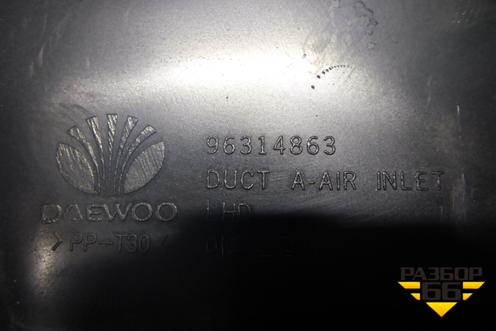 96314863
DUCT A-AIR INLET
DAEWOO
LHD
>PP-T30<
РАЗБОР
66